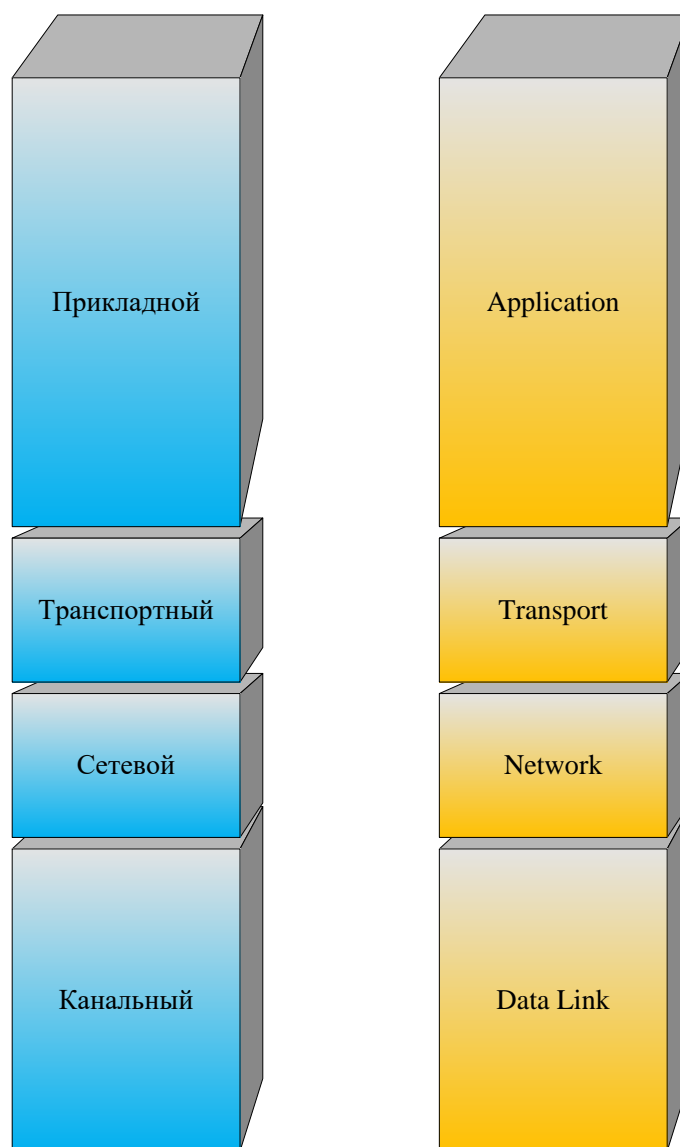 Прикладной
Application
Транспортный
Transport
Сетевой
Network
Канальный
Data Link